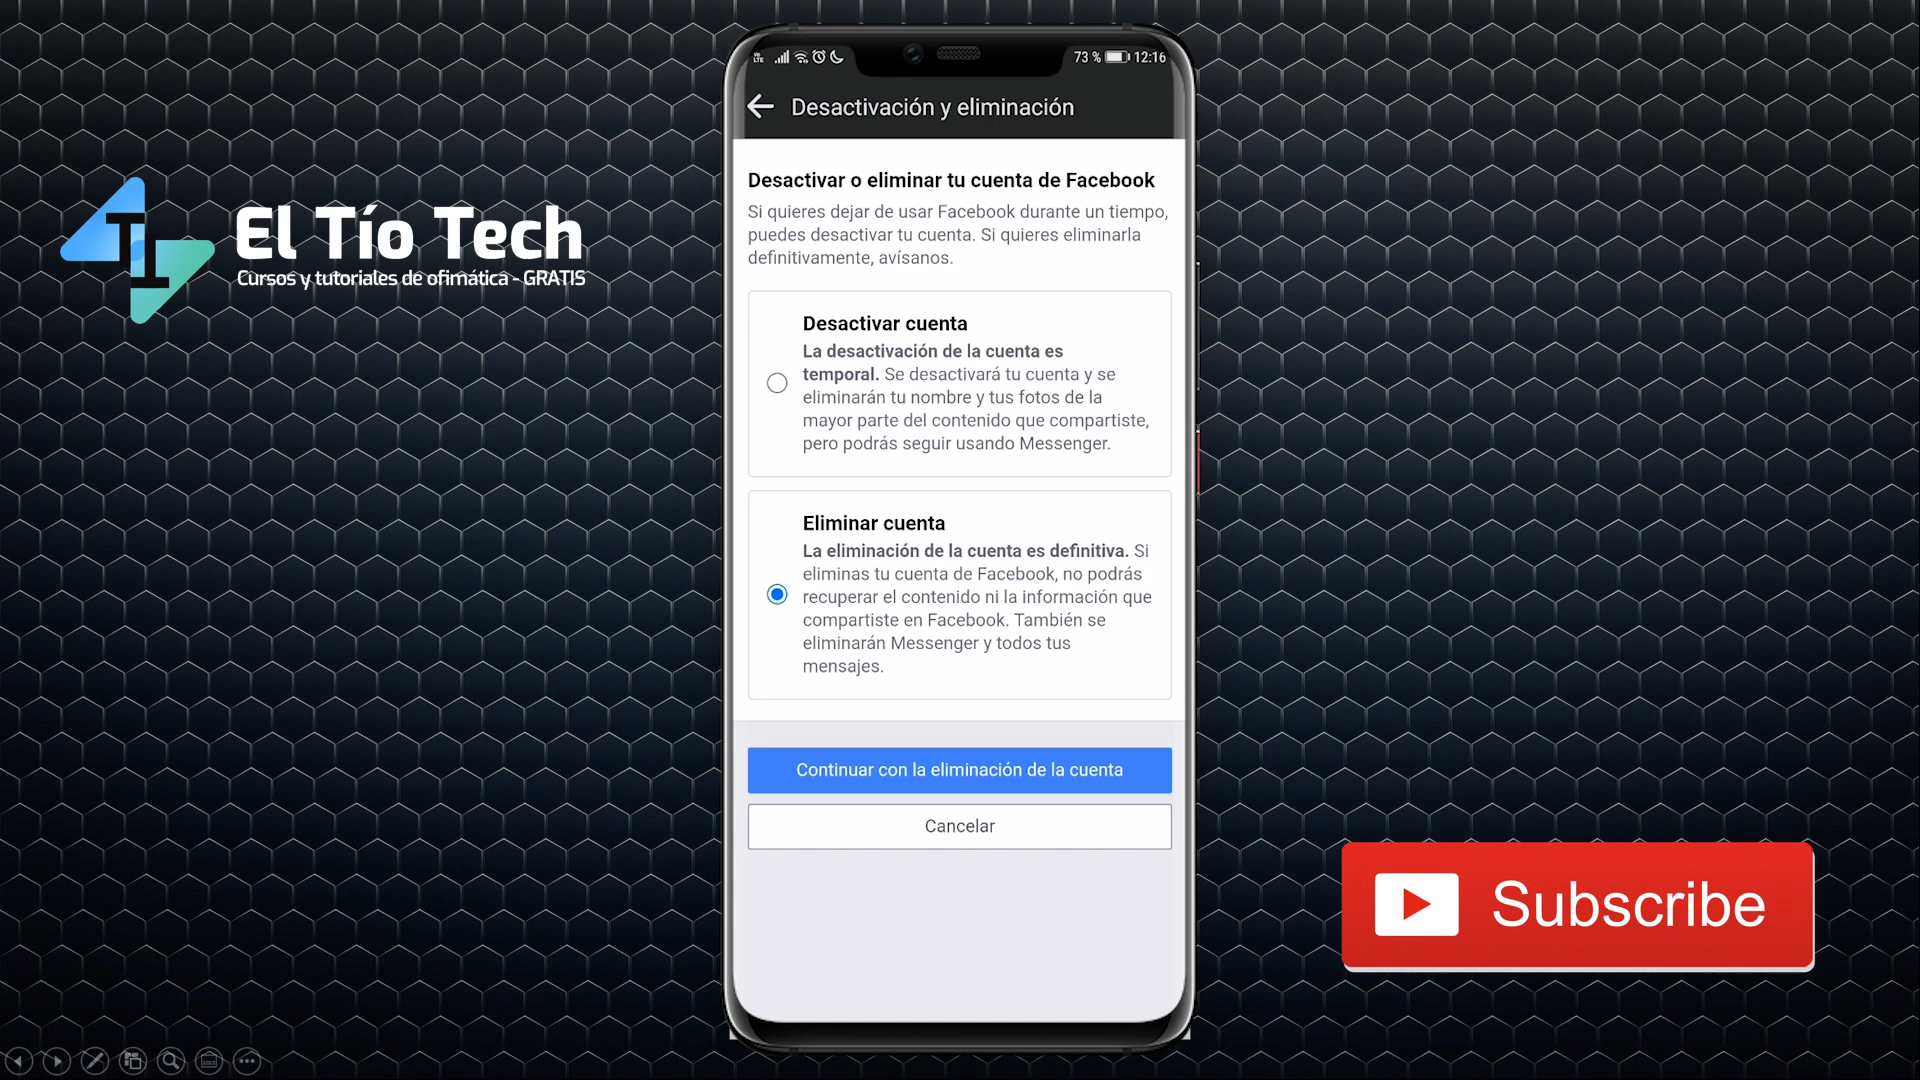 VoLTE
73 % 12:16
Desactivación y eliminación
Desactivar o eliminar tu cuenta de Facebook
Si quieres dejar de usar Facebook durante un tiempo,
puedes desactivar tu cuenta. Si quieres eliminarla
definitivamente, avísanos.
Desactivar cuenta
La desactivación de la cuenta es
temporal. Se desactivará tu cuenta y se
eliminarán tu nombre y tus fotos de la
mayor parte del contenido que compartiste,
pero podrás seguir usando Messenger.
Eliminar cuenta
La eliminación de la cuenta es definitiva. Si
eliminas tu cuenta de Facebook, no podrás
recuperar el contenido ni la información que
compartiste en Facebook. También se
eliminarán Messenger y todos tus
mensajes.
Continuar con la eliminación de la cuenta
Cancelar
El Tío Tech
Cursos y tutoriales de ofimática - GRATIS
Subscribe